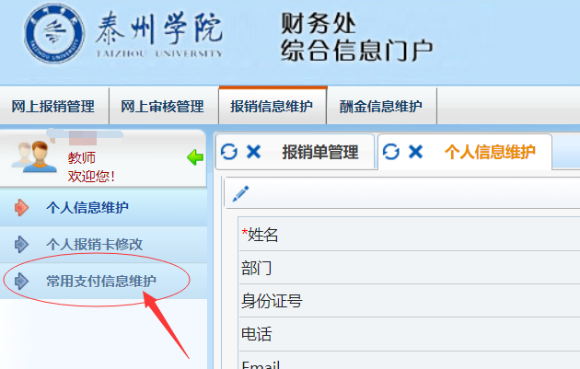 泰州学院
TAIZHOU UNIVERSITY
财务处
综合信息门户
网上报销管理
网上审核管理
报销信息维护
酬金信息维护
教师
欢迎您!
个人信息维护
个人报销卡修改
常用支付信息维护
报销单管理
个人信息维护
*姓名
部门
身份证号
电话
Email